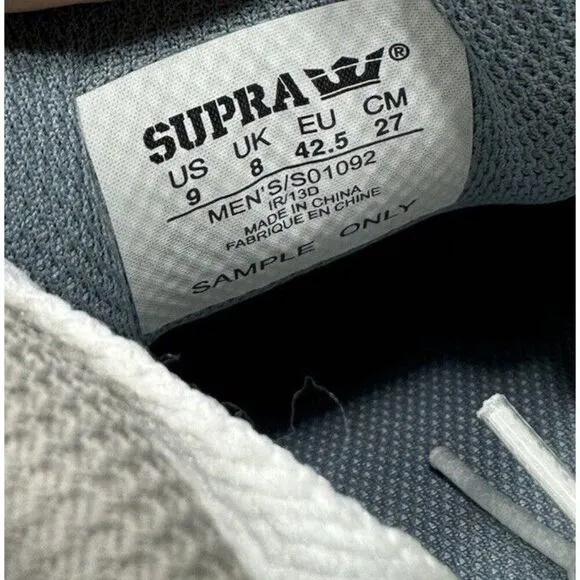 SUPRA ®
US UK EU CM
9 8 42.5 27
MEN'S/S01092
IR/13D
MADE IN CHINA
FABRIQUE EN CHINE
SAMPLE ONLY